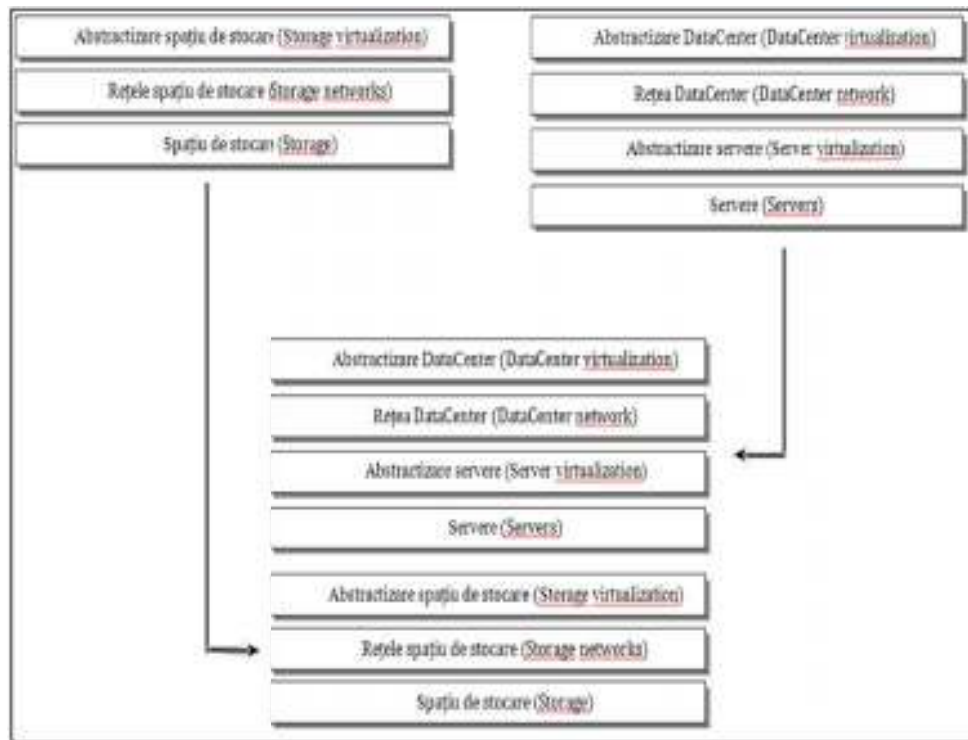 Abstractizare spațiu de stocare (Storage virtualization)
Rețele spațiu de stocare (Storage networks)
Spațiu de stocare (Storage)
Abstractizare DataCenter (DataCenter virtualization)
Rețea DataCenter (DataCenter network)
Abstractizare servere (Server virtualization)
Servere (Servers)
Abstractizare DataCenter (DataCenter virtualization)
Rețea DataCenter (DataCenter network)
Abstractizare servere (Server virtualization)
Servere (Servers)
Abstractizare spațiu de stocare (Storage virtualization)
Rețele spațiu de stocare (Storage networks)
Spațiu de stocare (Storage)